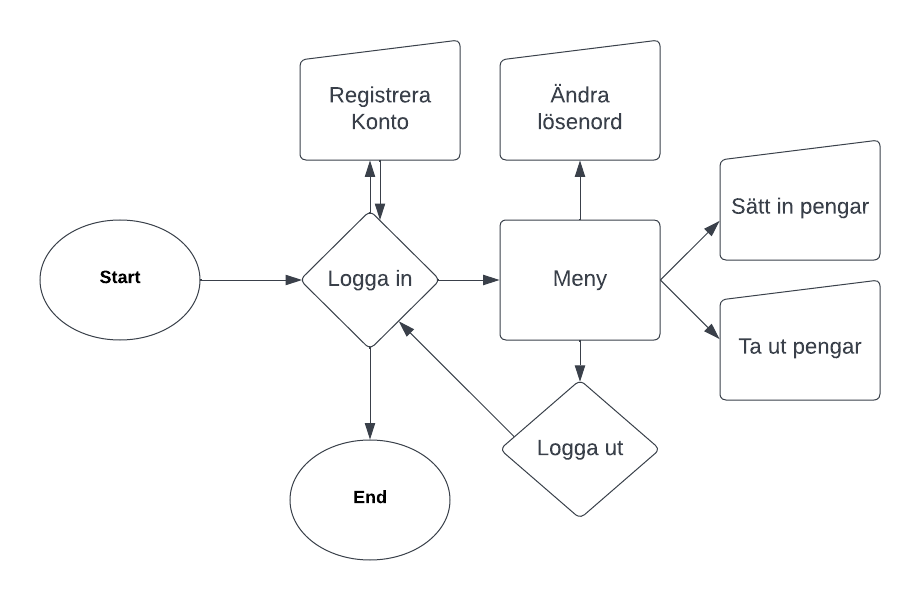 Registrera
Konto
Ändra
lösenord
Sätt in pengar
Start
Logga in
Meny
Ta ut pengar
Logga ut
End